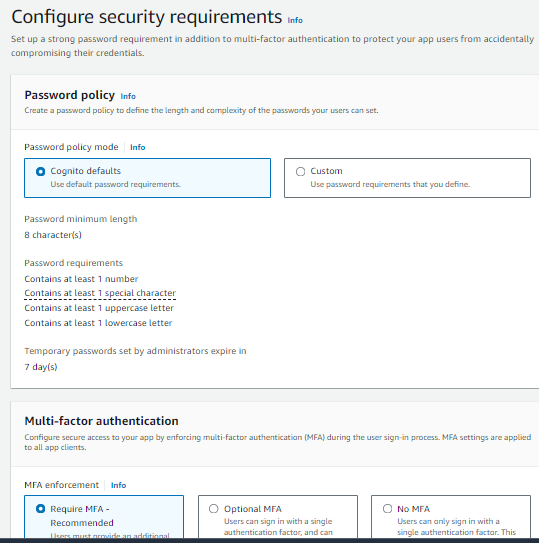 Configure security requirements Info
Set up a strong password requirement in addition to multi-factor authentication to protect your app users from accidentally
compromising their credentials.
Password policy Info
Create a password policy to define the length and complexity of the passwords your users can set.
Password policy mode Info
Cognito defaults
Use default password requirements.
Custom
Use password requirements that you define.
Password minimum length
8 character(s)
Password requirements
Contains at least 1 number
Contains at least 1 special character
Contains at least 1 uppercase letter
Contains at least 1 lowercase letter
Temporary passwords set by administrators expire in
7 day(s)
Multi-factor authentication
Configure secure access to your app by enforcing multi-factor authentication (MFA) during the user sign-in process. MFA settings are applied
to all app clients.
MFA enforcement Info
Require MFA -
Recommended
Users must provide an additional
Optional MFA
Users can sign in with a single
authentication factor, and can
No MFA
Users can only sign in with a
single authentication factor. This